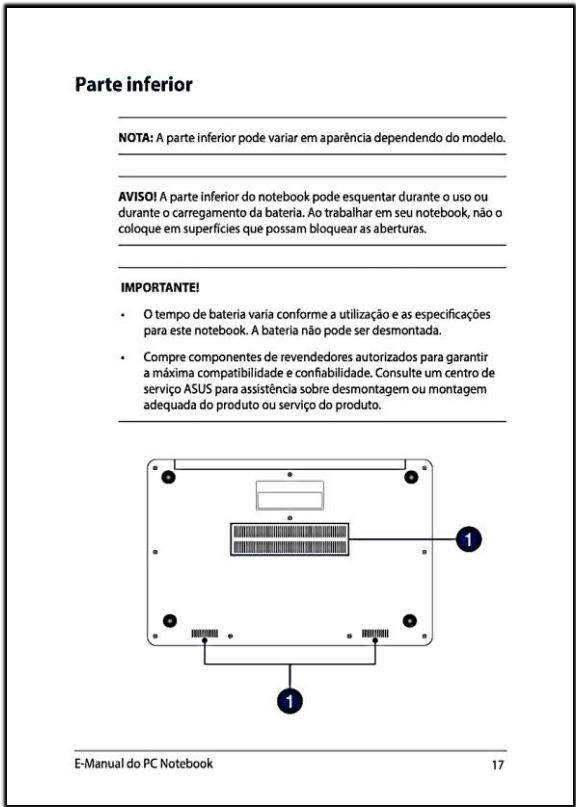 Parte inferior
NOTA: A parte inferior pode variar em aparência dependendo do modelo.
AVISO! A parte inferior do notebook pode esquentar durante o uso ou
durante o carregamento da bateria. Ao trabalhar em seu notebook, não o
coloque em superfícies que possam bloquear as aberturas.
IMPORTANTE!
• O tempo de bateria varia conforme a utilização e as especificações
para este notebook. A bateria não pode ser desmontada.
• Compre componentes de revendedores autorizados para garantir
a máxima compatibilidade e confiabilidade. Consulte um centro de
serviço ASUS para assistência sobre desmontagem ou montagem
adequada do produto ou serviço do produto.
1
1
E-Manual do PC Notebook 17